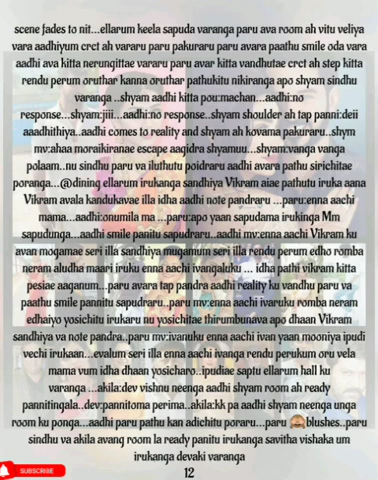 scene fades to nit...ellarum keela sapuda varanga paru ava room ah vitu veliya
vara aadhiyum crct ah vararu paru pakuraru paru avara paathu smile oda vara
aadhi ava kitta nerungittae vararu paru avar kitta vandhutae crct ah step kitta
rendu perum oruthar kanna oruthar pathukitu nikiranga apo shyam sindhu
varanga ..shyam aadhi kitta pou:machan...aadhi:no
response...shyam:jiii...aadhi:no response..shyam shoulder ah tap panni:deii
aaadhithiya..aadhi comes to reality and shyam ah kovama pakuraru..shym
mv:ahaa moraikiranae escape aagidra shyamuu...shyam:vanga vanga
polaam..nu sindhu paru va iluthutu poidraru aadhi avara pathu sirichitae
poranga...@dining ellarum irukanga sandhiya Vikram aiae pathutu iruka aana
Vikram avala kandukavae illa idha aadhi note pandraru ...paru:enna aachi
mama...aadhi:onumila ma ...paru:apo yaan sapudama irukinga Mm
sapudunga...aadhi smile panitu sapudraru..aadhi mv:enna aachi Vikram ku
avan mogamae seri illa sandhiya mugamum seri illa rendu perum edho romba
neram aludha maari iruku enna aachi ivangaluku ... idha pathi vikram kitta
pesiae aaganum...paru avara tap pandra aadhi reality ku vandhu paru va
paathu smile pannitu sapudraru..paru mv:enna aachi ivaruku romba neram
edhaiyo yosichitu irukaru nu yosichitae thirumbunava apo dhaan Vikram
sandhiya va note pandra..paru mv:ivanuku enna aachi ivan yaan mooniya ipudi
vechi irukaan...evalum seri illa enna aachi ivanga rendu perukum oru vela
mama vum idha dhaan yosicharo..ipudiae saptu ellarum hall ku
varanga ...akila:dev vishnu neenga aadhi shyam room ah ready
pannitingala..dev:pannitoma perima..akila:kk pa aadhi shyam neenga unga
room ku ponga...aadhi paru pathu kan adichitu poraru...paru 🙈blushes..paru
sindhu va akila avang room la ready panitu irukanga savitha vishaka um
irukanga devaki varanga
12
SUBSCRIBE